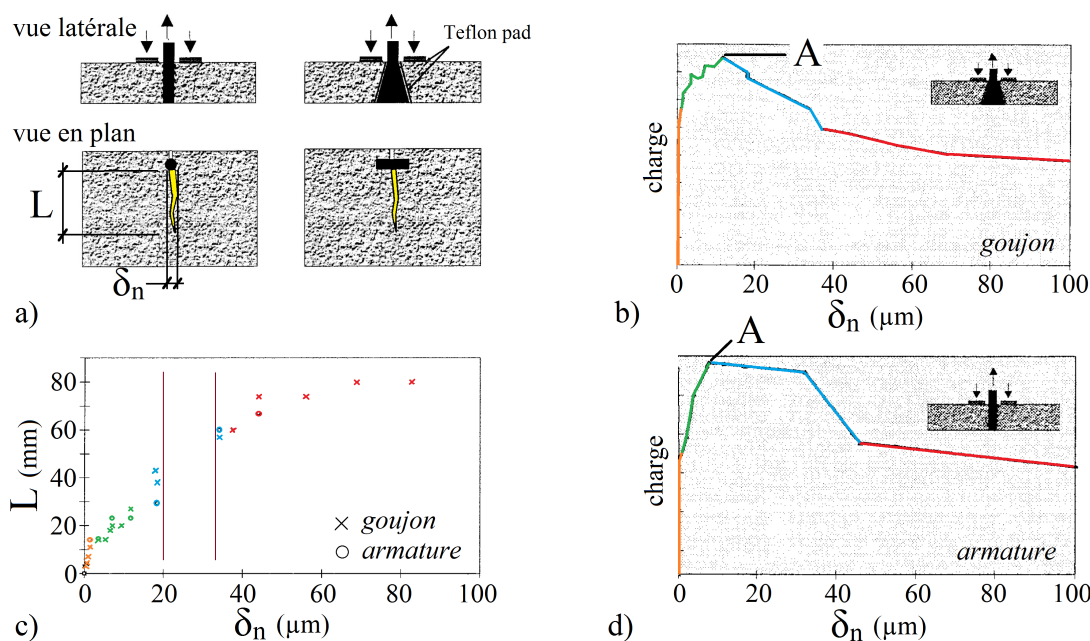 vue latérale
Teflon pad
vue en plan
L
δn
a)
A
charge
goujon
0 20 40 60 80 100
b) δn (µm)
80
60
40
20
0
L (mm)
× goujon
○ armature
0 20 40 60 80 100
c) δn (µm)
A
charge
armature
0 20 40 60 80 100
d) δn (µm)